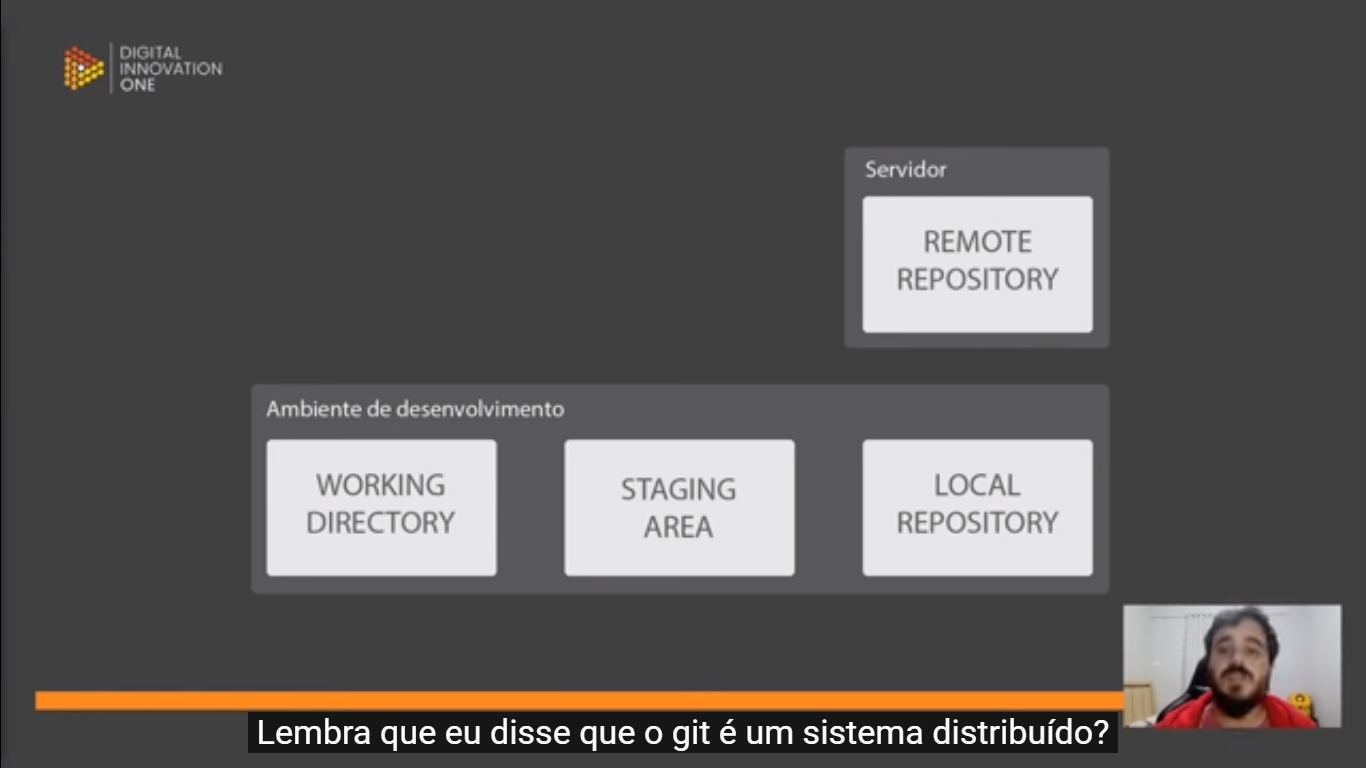 DIGITAL
INNOVATION
ONE
Servidor
REMOTE
REPOSITORY
Ambiente de desenvolvimento
WORKING
DIRECTORY
STAGING
AREA
LOCAL
REPOSITORY
Lembra que eu disse que o git é um sistema distribuído?